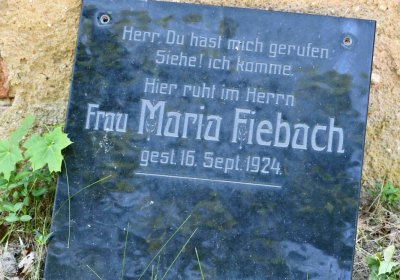 Herr, Du hast mich gerufen
Siehe! ich komme.
Hier ruht im Herrn
Frau Maria Fiebach
gest. 16. Sept. 1924.